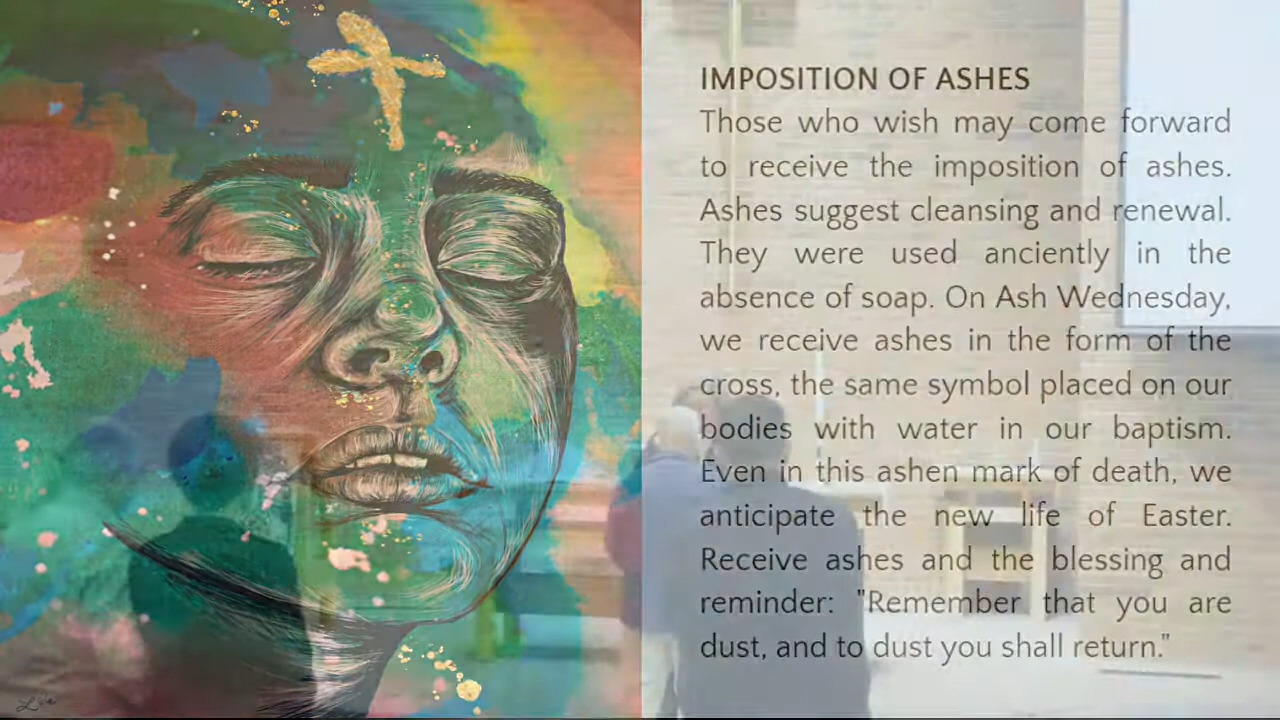 IMPOSITION OF ASHES
Those who wish may come forward
to receive the imposition of ashes.
Ashes suggest cleansing and renewal.
They were used anciently in the
absence of soap. On Ash Wednesday,
we receive ashes in the form of the
cross, the same symbol placed on our
bodies with water in our baptism.
Even in this ashen mark of death, we
anticipate the new life of Easter.
Receive ashes and the blessing and
reminder: "Remember that you are
dust, and to dust you shall return."